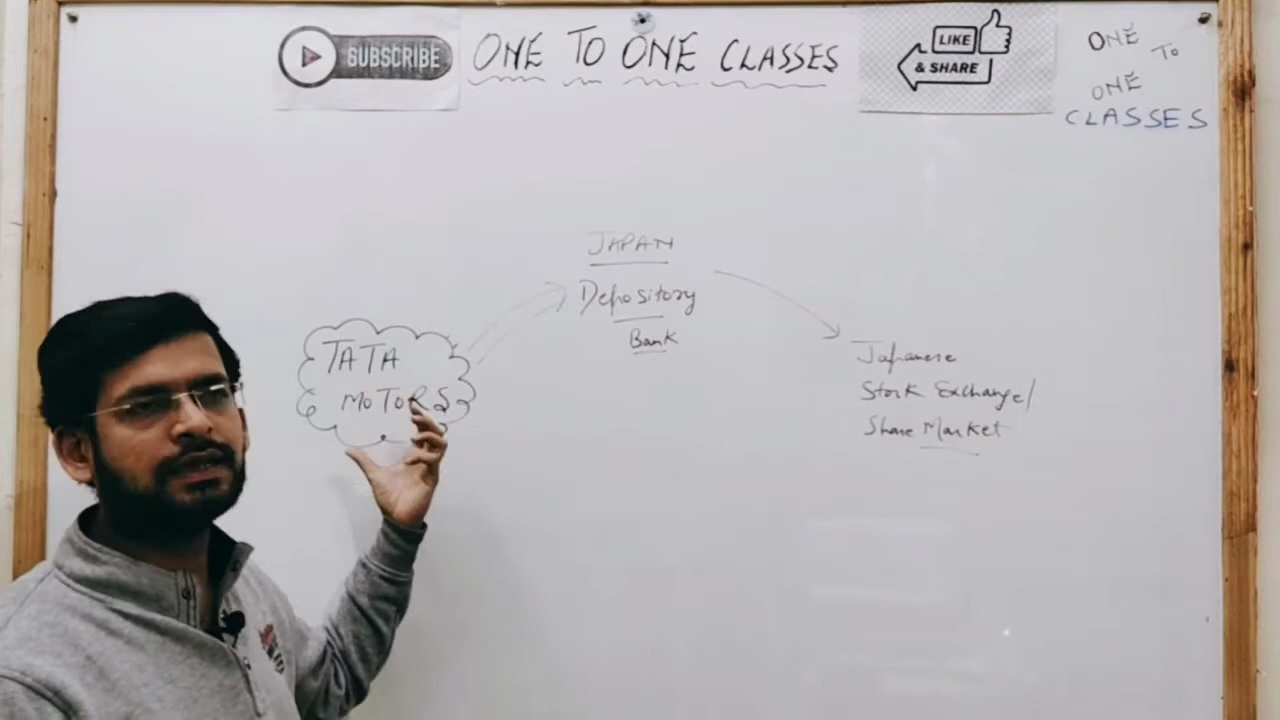 SUBSCRIBE
ONE TO ONE CLASSES
LIKE
& SHARE
ONE
TO
ONE
CLASSES
JAPAN
Depository
Bank
TATA
MOTORS
Japanese
Stock Exchange/
Share Market